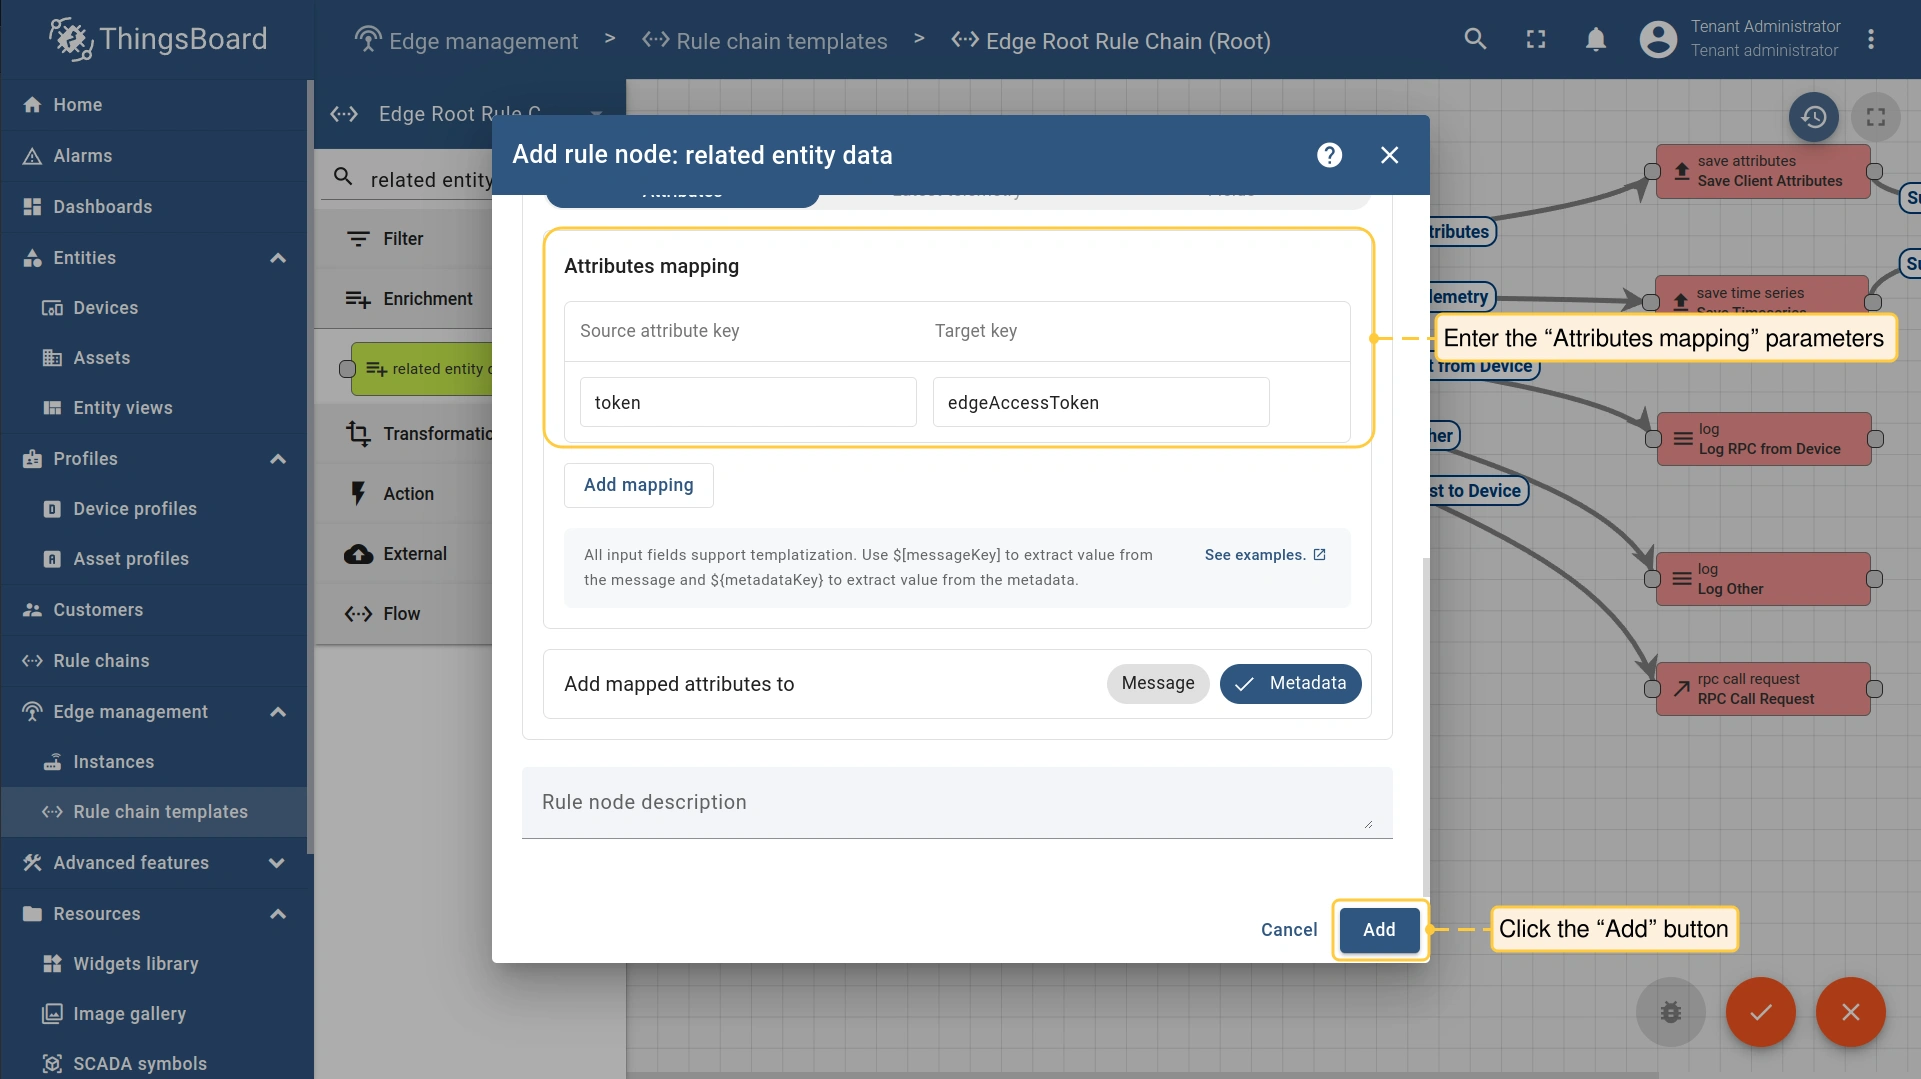 ThingsBoard
Edge management > Rule chain templates > Edge Root Rule Chain (Root)
Tenant Administrator
Tenant administrator
Home
Alarms
Dashboards
Entities
Devices
Assets
Entity views
Profiles
Device profiles
Asset profiles
Customers
Rule chains
Edge management
Instances
Rule chain templates
Advanced features
Resources
Widgets library
Image gallery
SCADA symbols
Edge Root Rule C
related entity
Filter
Enrichment
related entity
Transformatio
Action
External
Flow
Add rule node: related entity data
Attributes
Attributes mapping
Source attribute key Target key
token edgeAccessToken
Add mapping
All input fields support templatization. Use $[messageKey] to extract value from
the message and ${metadataKey} to extract value from the metadata.
See examples.
Add mapped attributes to Message Metadata
Rule node description
Cancel Add
Enter the “Attributes mapping” parameters
Click the “Add” button
save attributes
Save Client Attributes
Su
tributes
Su
lemetry
save time series
Save Timeseries
t from Device
her
log
Log RPC from Device
st to Device
log
Log Other
rpc call request
RPC Call Request